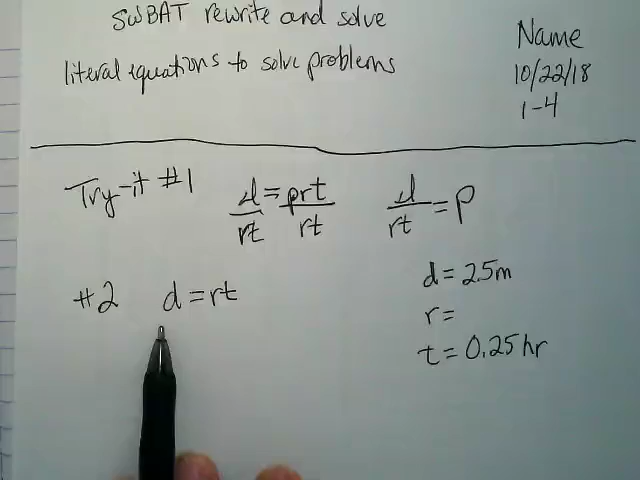 SWBAT rewrite and solve
literal equations to solve problems
Name
10/22/18
1-4
Try-it #1
d/rt = prt/rt
d/rt = p
#2 d = rt
d = 25m
r =
t = 0.25 hr